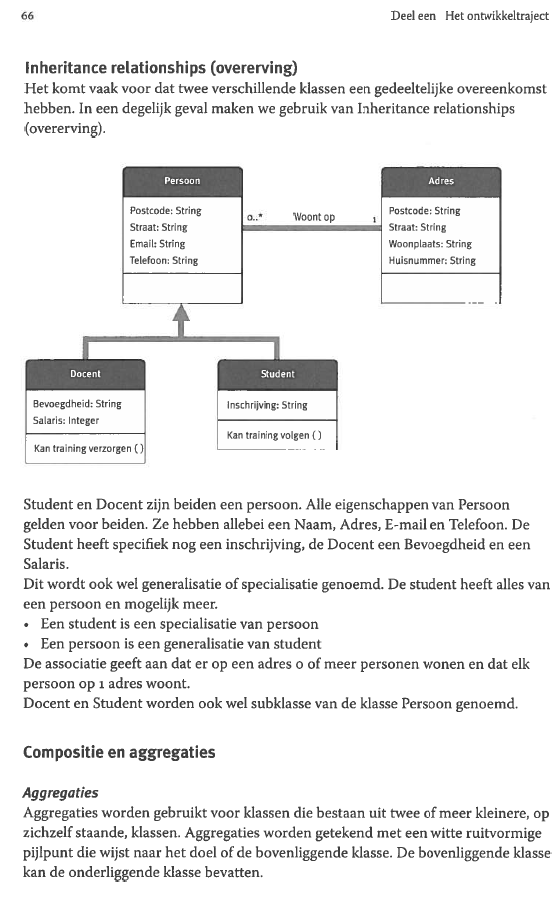 66
Deel een Het ontwikkeltraject
Inheritance relationships (overerving)
Het komt vaak voor dat twee verschillende klassen een gedeeltelijke overeenkomst
hebben. In een degelijk geval maken we gebruik van Inheritance relationships
(overerving).
Persoon
Postcode: String
Straat: String
Email: String
Telefoon: String
0..* Woont op 1
Adres
Postcode: String
Straat: String
Woonplaats: String
Huisnummer: String
Docent
Bevoegdheid: String
Salaris: Integer
Kan training verzorgen ( )
Student
Inschrijving: String
Kan training volgen ( )
Student en Docent zijn beiden een persoon. Alle eigenschappen van Persoon
gelden voor beiden. Ze hebben allebei een Naam, Adres, E-mail en Telefoon. De
Student heeft specifiek nog een inschrijving, de Docent een Bevoegdheid en een
Salaris.
Dit wordt ook wel generalisatie of specialisatie genoemd. De student heeft alles van
een persoon en mogelijk meer.
• Een student is een specialisatie van persoon
• Een persoon is een generalisatie van student
De associatie geeft aan dat er op een adres 0 of meer personen wonen en dat elk
persoon op 1 adres woont.
Docent en Student worden ook wel subklasse van de klasse Persoon genoemd.
Compositie en aggregaties
Aggregaties
Aggregaties worden gebruikt voor klassen die bestaan uit twee of meer kleinere, op
zichzelf staande, klassen. Aggregaties worden getekend met een witte ruitvormige
pijlpunt die wijst naar het doel of de bovenliggende klasse. De bovenliggende klasse
kan de onderliggende klasse bevatten.